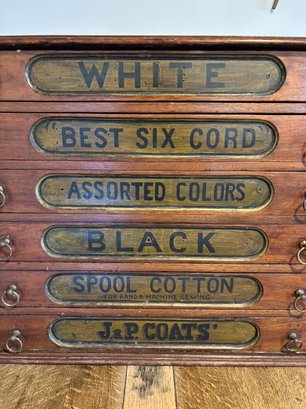 WHITE
"BEST SIX CORD"
ASSORTED COLORS
BLACK
SPOOL COTTON
FOR HAND & MACHINE SEWING
J.&P. COATS'